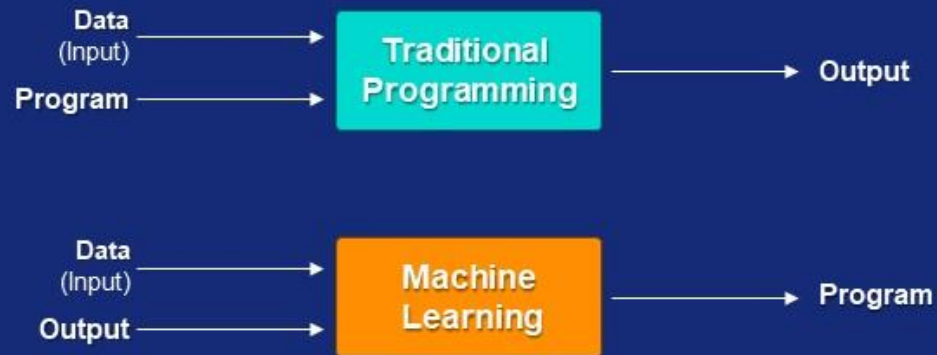 Data
(Input)
Program
Traditional
Programming
Output
Data
(Input)
Output
Machine
Learning
Program